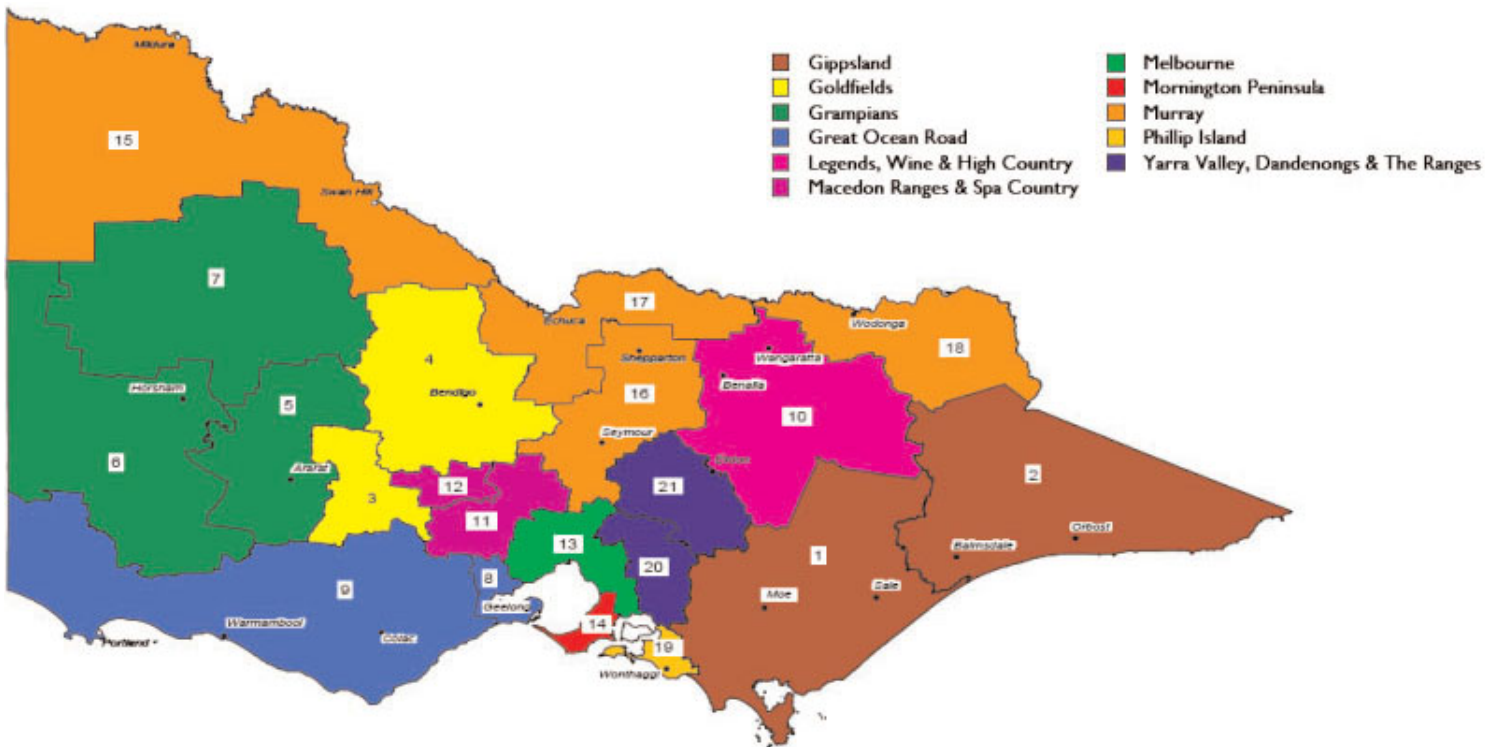 Mildura
Gippsland
Goldfields
Grampians
Great Ocean Road
Legends, Wine & High Country
Macedon Ranges & Spa Country
Melbourne
Mornington Peninsula
Murray
Phillip Island
Yarra Valley, Dandenongs & The Ranges
15
Swan Hill
7
17
Echuca
Wodonga
18
4
Shepparton
Wangaratta
Benalla
Horsham
16
5
Bendigo
10
Seymour
6
Ararat
12
21
2
3
11
Orbost
13
1
Bairnsdale
8
20
9
Geelong
Moe
Sale
14
Warrnambool
Colac
Portland
19
Wonthaggi